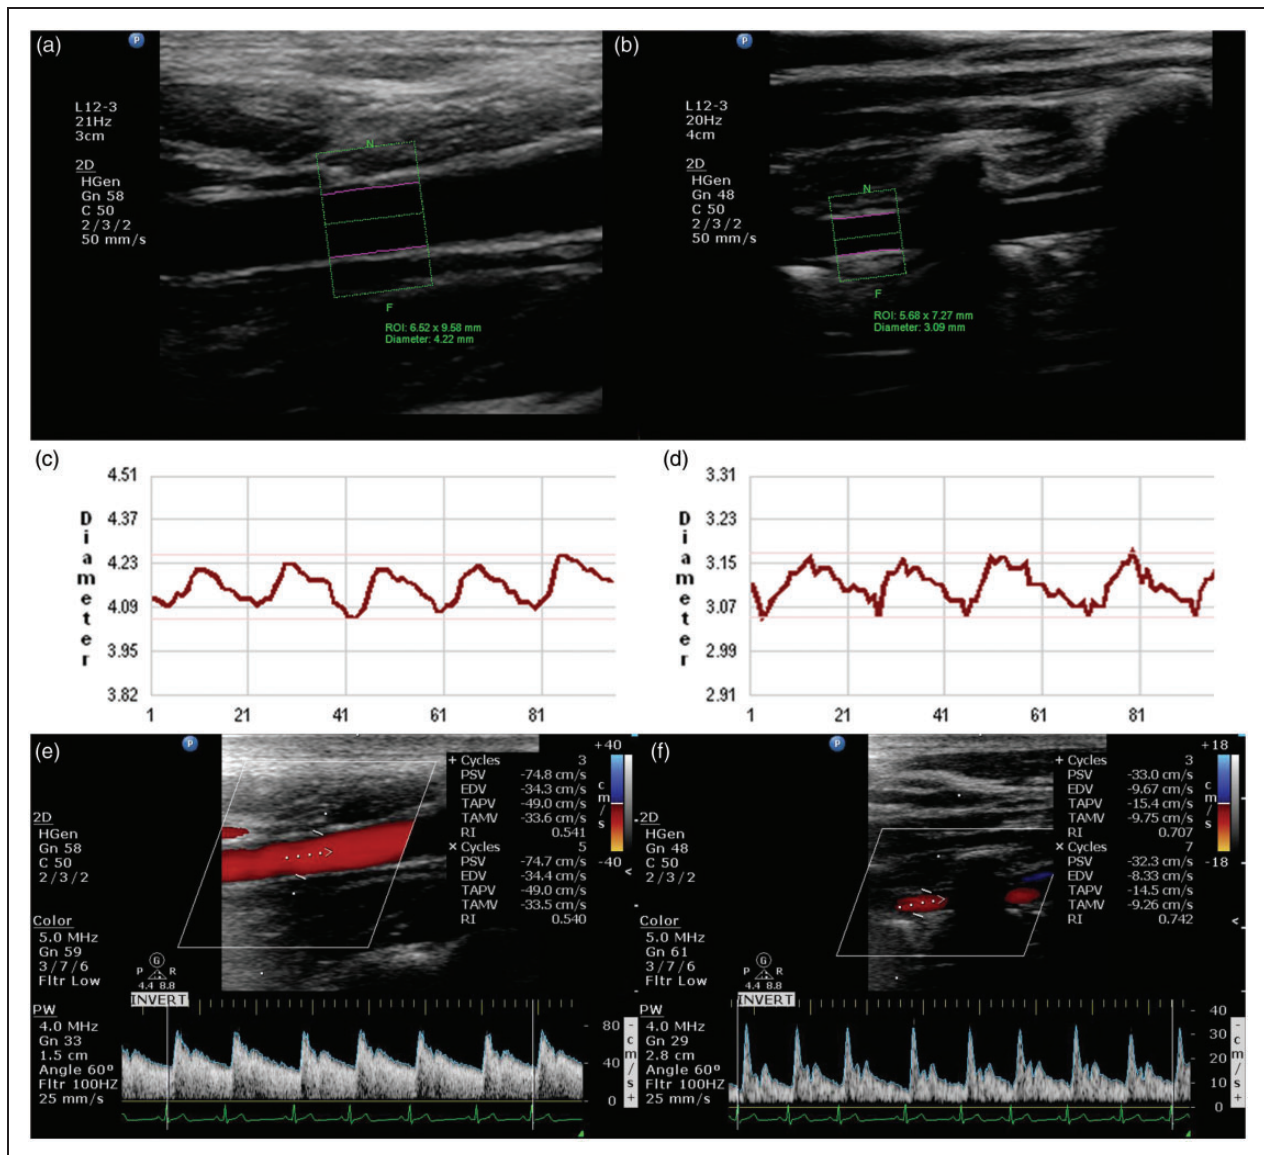 (a)
P
L12-3
21Hz
3cm
2D
HGen
Gn 58
C 50
2/3/2
50 mm/s
N
F
ROI: 6.52 x 9.58 mm
Diameter: 4.22 mm
(b)
P
L12-3
20Hz
4cm
2D
HGen
Gn 48
C 50
2/3/2
50 mm/s
N
F
ROI: 5.68 x 7.27 mm
Diameter: 3.09 mm
(c)
Diameter
4.51
4.37
4.23
4.09
3.95
3.82
1 21 41 61 81
(d)
Diameter
3.31
3.23
3.15
3.07
2.99
2.91
1 21 41 61 81
(e)
P
2D
HGen
Gn 58
C 50
2/3/2
Color
5.0 MHz
Gn 59
3/7/6
Fltr Low
PW
4.0 MHz
Gn 33
1.5 cm
Angle 60°
Fltr 100HZ
25 mm/s
G
P R
4.4 8.8
INVERT
+ Cycles 3
PSV -74.8 cm/s
EDV -34.3 cm/s
TAPV -49.0 cm/s
TAMV -33.6 cm/s
RI 0.541
× Cycles 5
PSV -74.7 cm/s
EDV -34.4 cm/s
TAPV -49.0 cm/s
TAMV -33.5 cm/s
RI 0.540
+40
cm/s
-40
<
80
40
0
- cm/s +
(f)
P
2D
HGen
Gn 48
C 50
2/3/2
Color
5.0 MHz
Gn 61
3/7/6
Fltr Low
PW
4.0 MHz
Gn 29
2.8 cm
Angle 60°
Fltr 100HZ
25 mm/s
G
P R
4.4 8.8
INVERT
+ Cycles 3
PSV -33.0 cm/s
EDV -9.67 cm/s
TAPV -15.4 cm/s
TAMV -9.75 cm/s
RI 0.707
× Cycles 7
PSV -32.3 cm/s
EDV -8.33 cm/s
TAPV -14.5 cm/s
TAMV -9.26 cm/s
RI 0.742
+18
cm/s
-18
<
40
30
20
10
0
- cm/s +